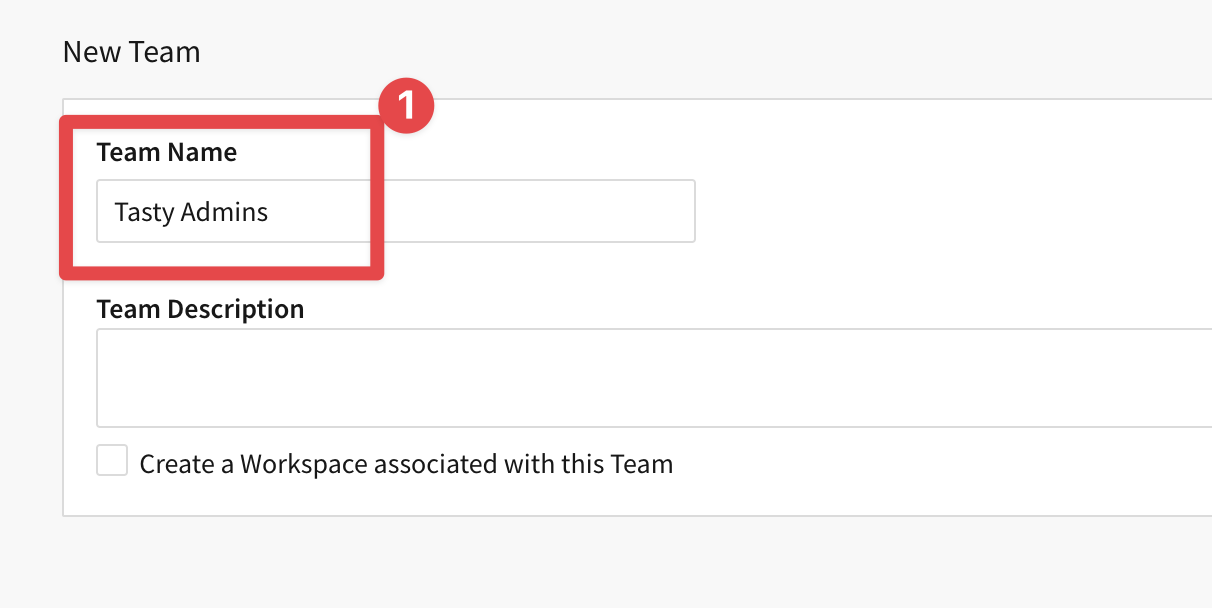 New Team
1
Team Name
Tasty Admins
Team Description
Create a Workspace associated with this Team